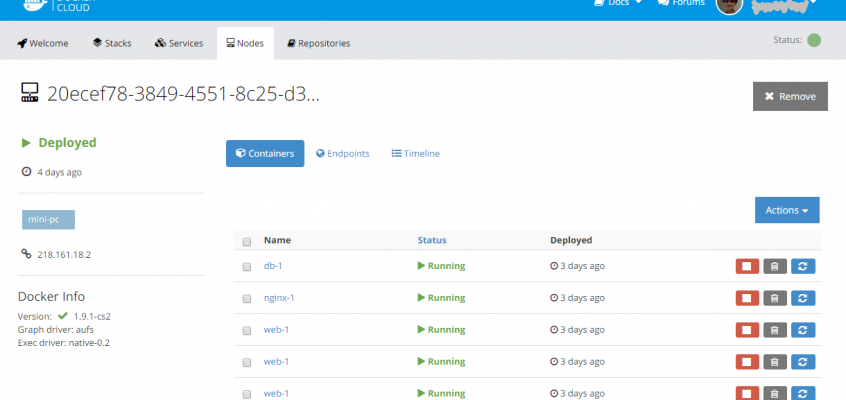 DOCKER
CLOUD
Docs
Forums
Welcome
Stacks
Services
Nodes
Repositories
Status:
20ecef78-3849-4551-8c25-d3...
Remove
Deployed
4 days ago
mini-pc
218.161.18.2
Docker Info
Version: 1.9.1-cs2
Graph driver: aufs
Exec driver: native-0.2
Containers
Endpoints
Timeline
Actions
Name Status Deployed
db-1 Running 3 days ago
nginx-1 Running 3 days ago
web-1 Running 3 days ago
web-1 Running 3 days ago
web-1 Running 3 days ago